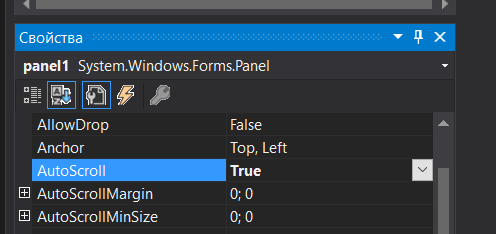 Свойства
panel1 System.Windows.Forms.Panel
AllowDrop False
Anchor Top, Left
AutoScroll True
AutoScrollMargin 0; 0
AutoScrollMinSize 0; 0